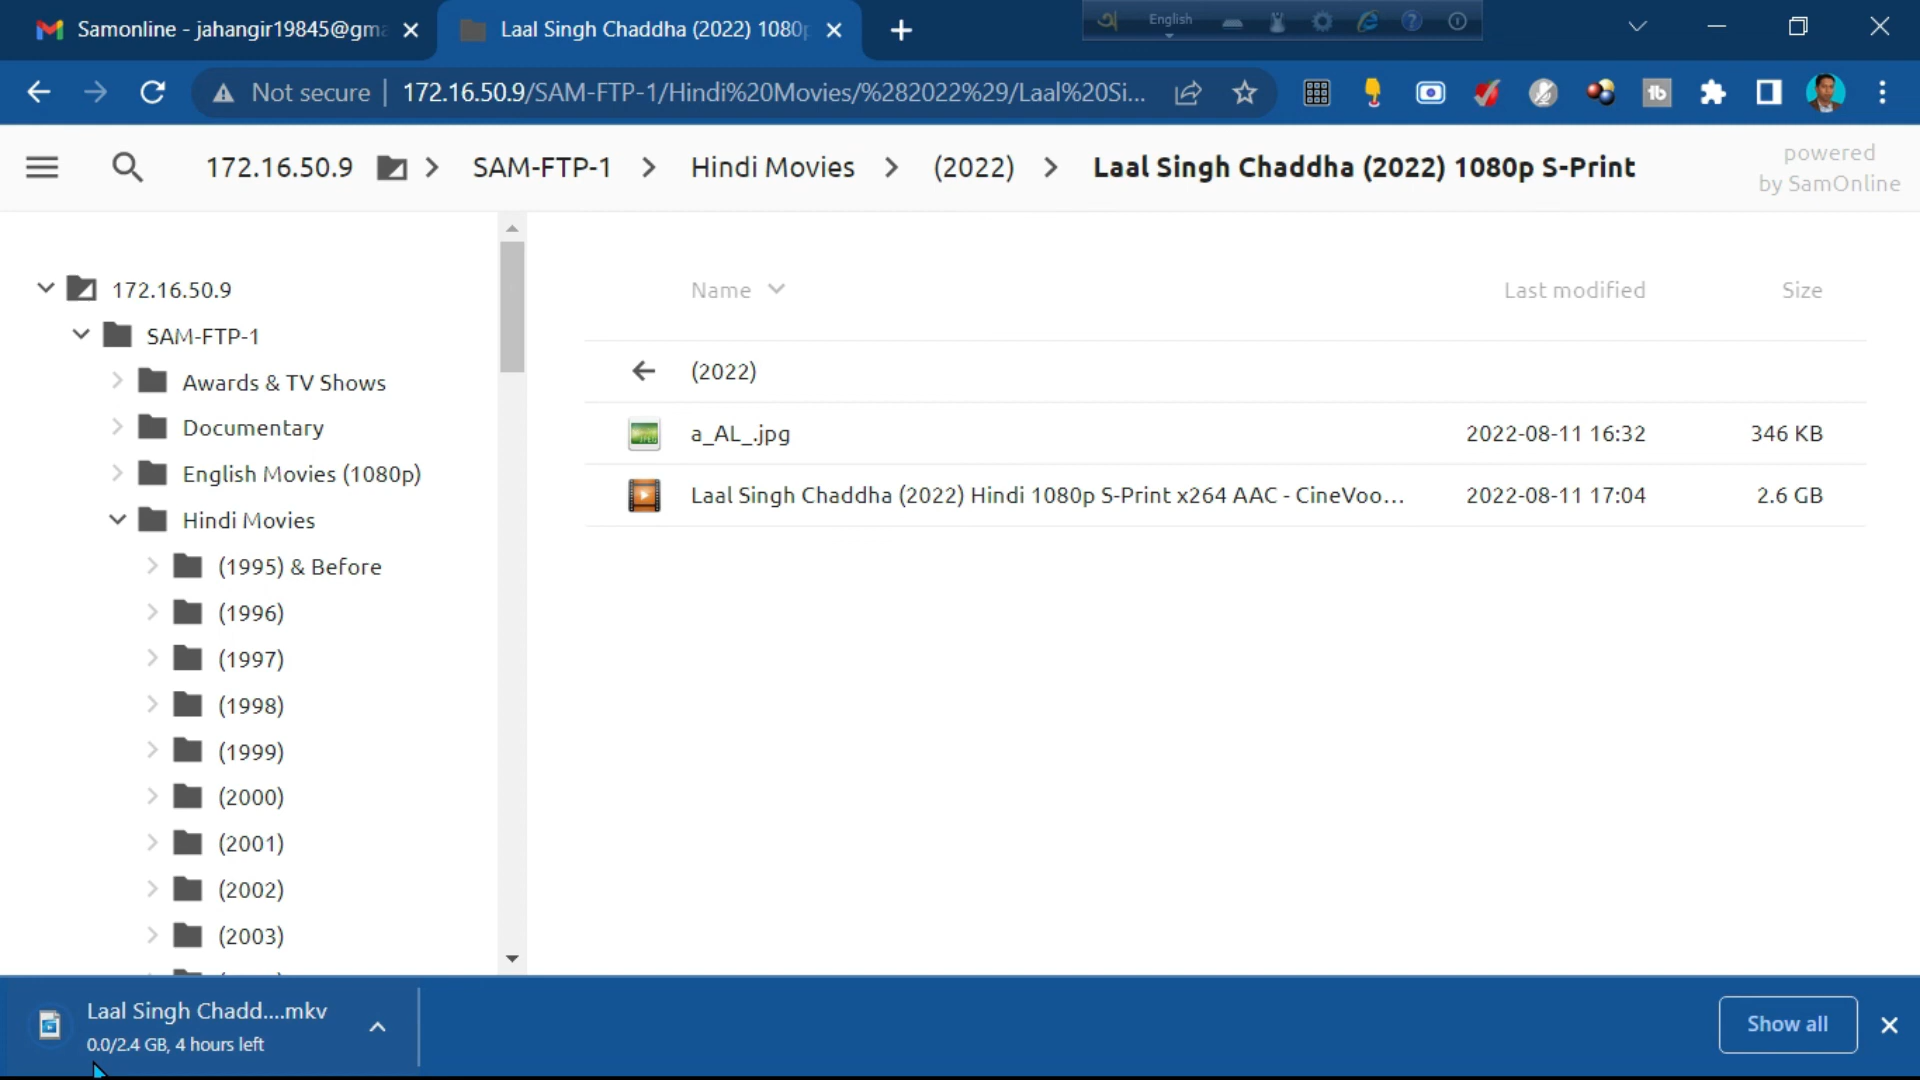 Samonline - jahangir19845@gma
Laal Singh Chaddha (2022) 1080p
English
Not secure
172.16.50.9/SAM-FTP-1/Hindi%20Movies/%282022%29/Laal%20Si...
172.16.50.9
SAM-FTP-1
Hindi Movies
(2022)
Laal Singh Chaddha (2022) 1080p S-Print
powered
by SamOnline
172.16.50.9
SAM-FTP-1
Awards & TV Shows
Documentary
English Movies (1080p)
Hindi Movies
(1995) & Before
(1996)
(1997)
(1998)
(1999)
(2000)
(2001)
(2002)
(2003)
Name Last modified Size
(2022)
a_AL_.jpg 2022-08-11 16:32 346 KB
Laal Singh Chaddha (2022) Hindi 1080p S-Print x264 AAC - CineVoo... 2022-08-11 17:04 2.6 GB
Laal Singh Chadd....mkv
0.0/2.4 GB, 4 hours left
Show all